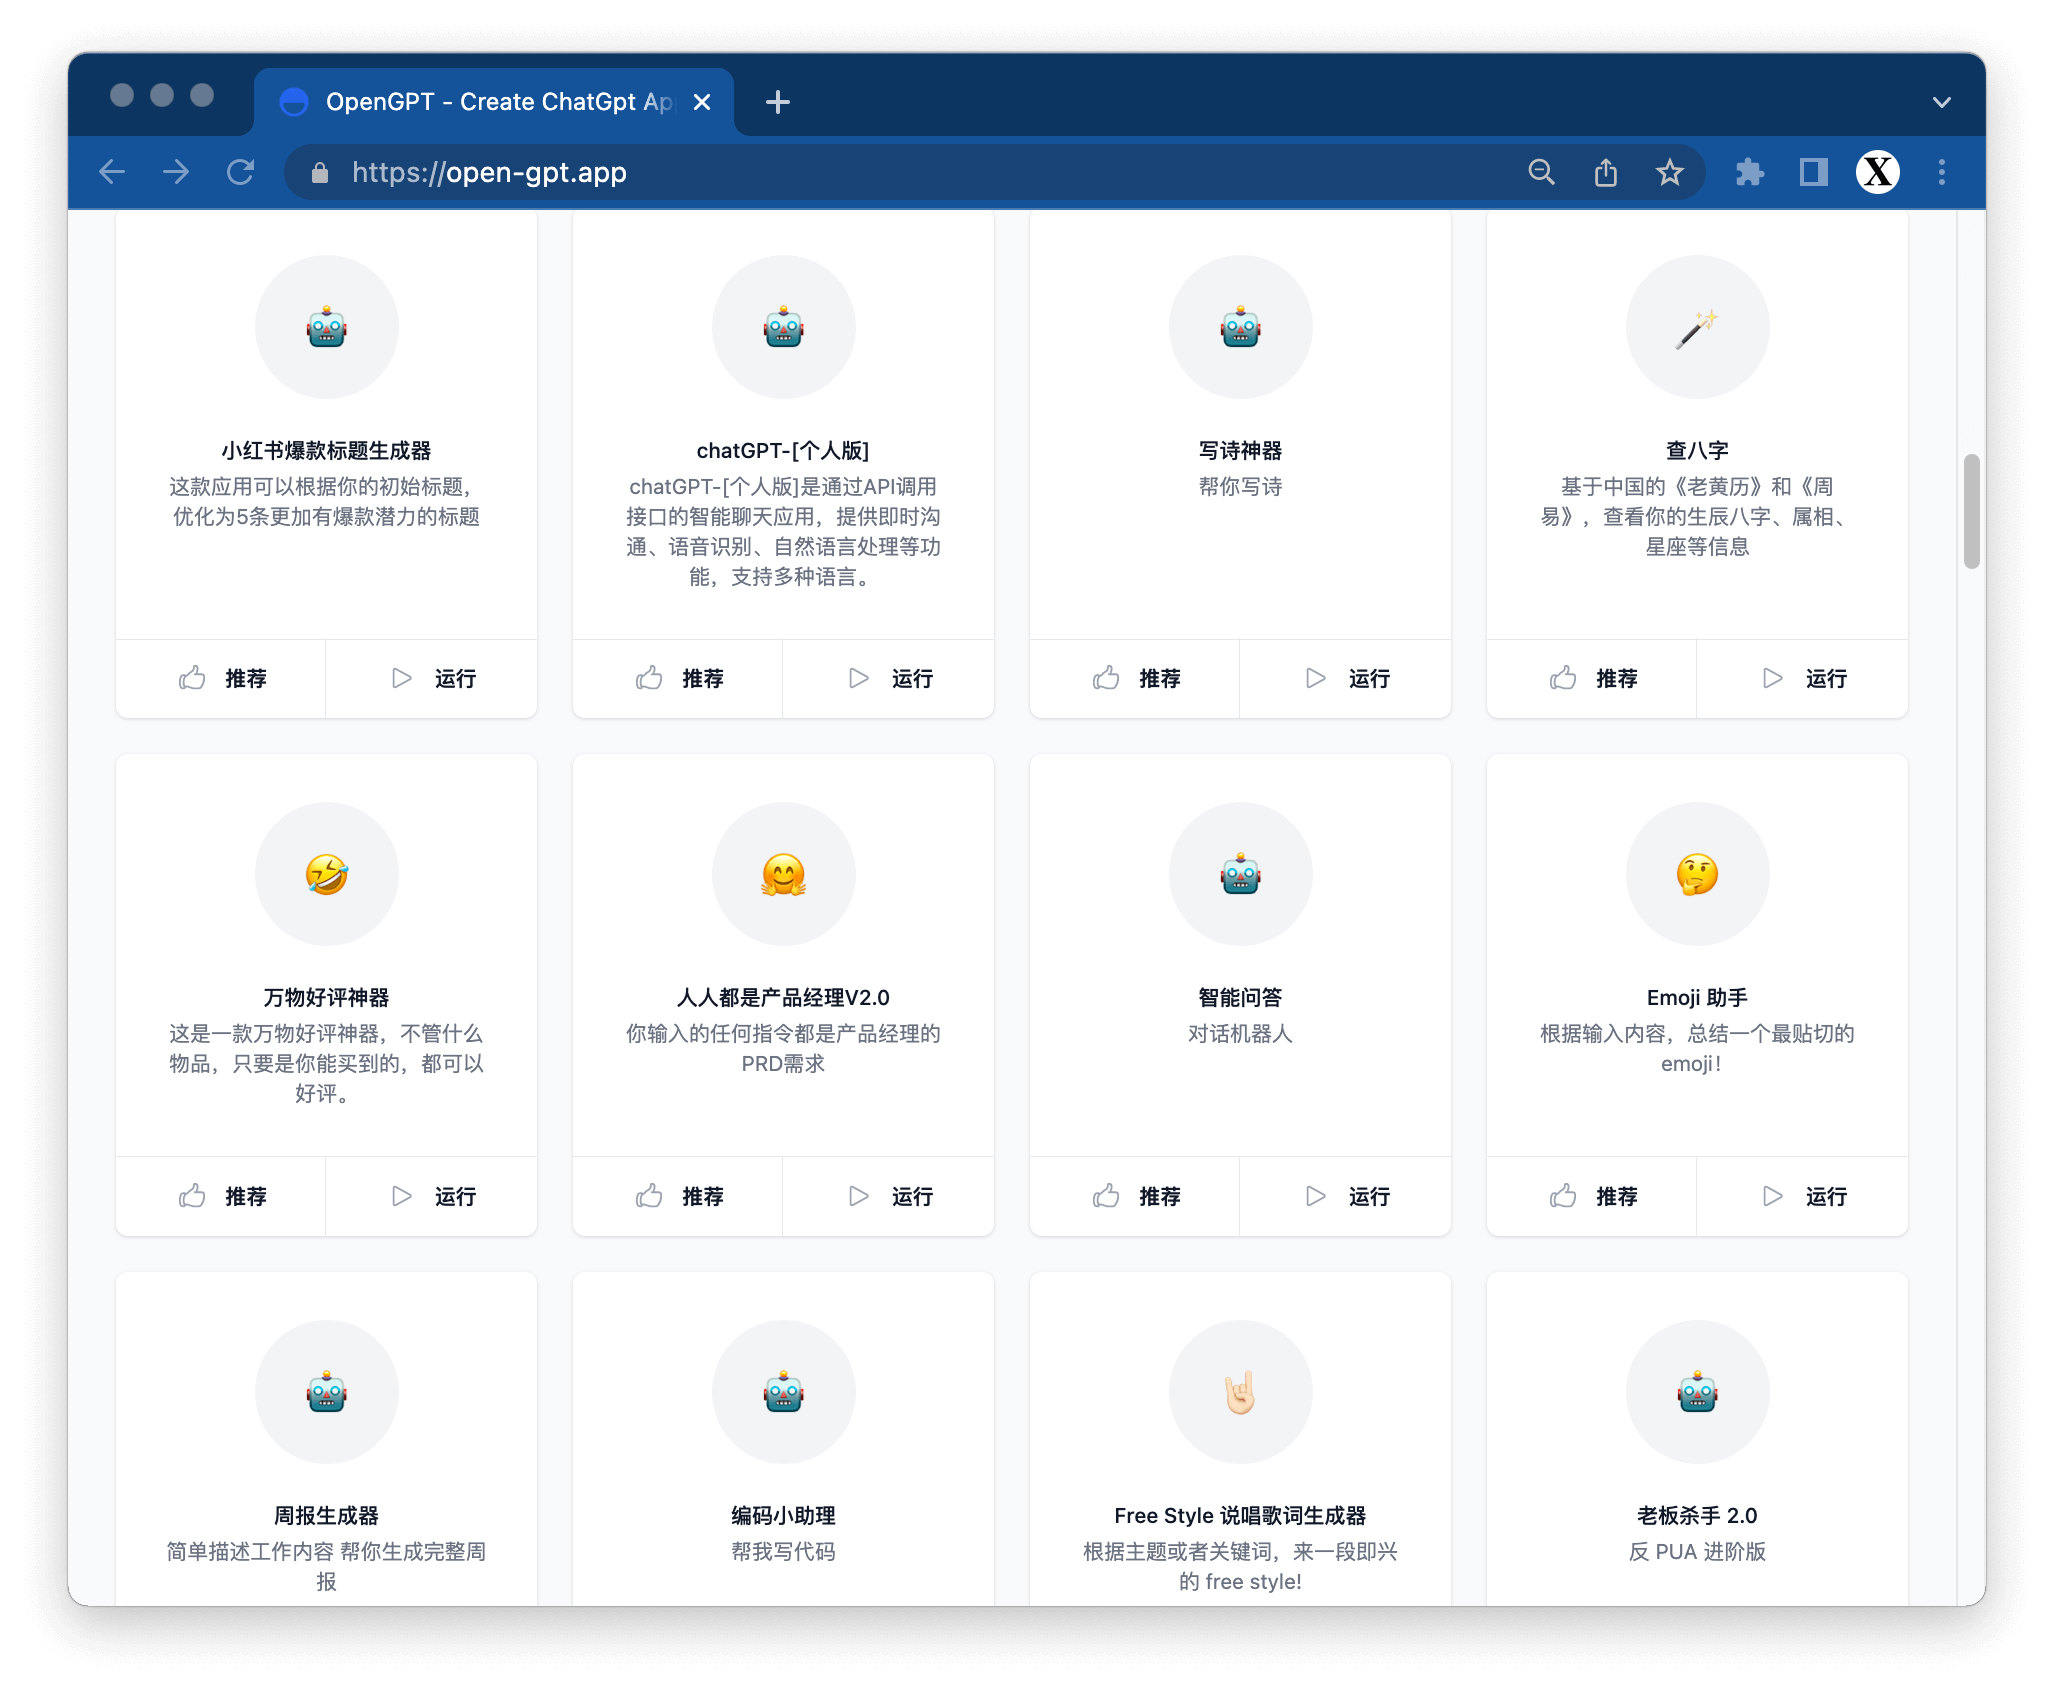 OpenGPT - Create ChatGpt Ap
https://open-gpt.app
X
小红书爆款标题生成器
这款应用可以根据你的初始标题，
优化为5条更加有爆款潜力的标题
推荐
运行
chatGPT-[个人版]
chatGPT-[个人版]是通过API调用
接口的智能聊天应用，提供即时沟
通、语音识别、自然语言处理等功
能，支持多种语言。
推荐
运行
写诗神器
帮你写诗
推荐
运行
查八字
基于中国的《老黄历》和《周
易》，查看你的生辰八字、属相、
星座等信息
推荐
运行
万物好评神器
这是一款万物好评神器，不管什么
物品，只要是你能买到的，都可以
好评。
推荐
运行
人人都是产品经理V2.0
你输入的任何指令都是产品经理的
PRD需求
推荐
运行
智能问答
对话机器人
推荐
运行
Emoji 助手
根据输入内容，总结一个最贴切的
emoji！
推荐
运行
周报生成器
简单描述工作内容 帮你生成完整周
报
编码小助理
帮我写代码
Free Style 说唱歌词生成器
根据主题或者关键词，来一段即兴
的 free style!
老板杀手 2.0
反 PUA 进阶版